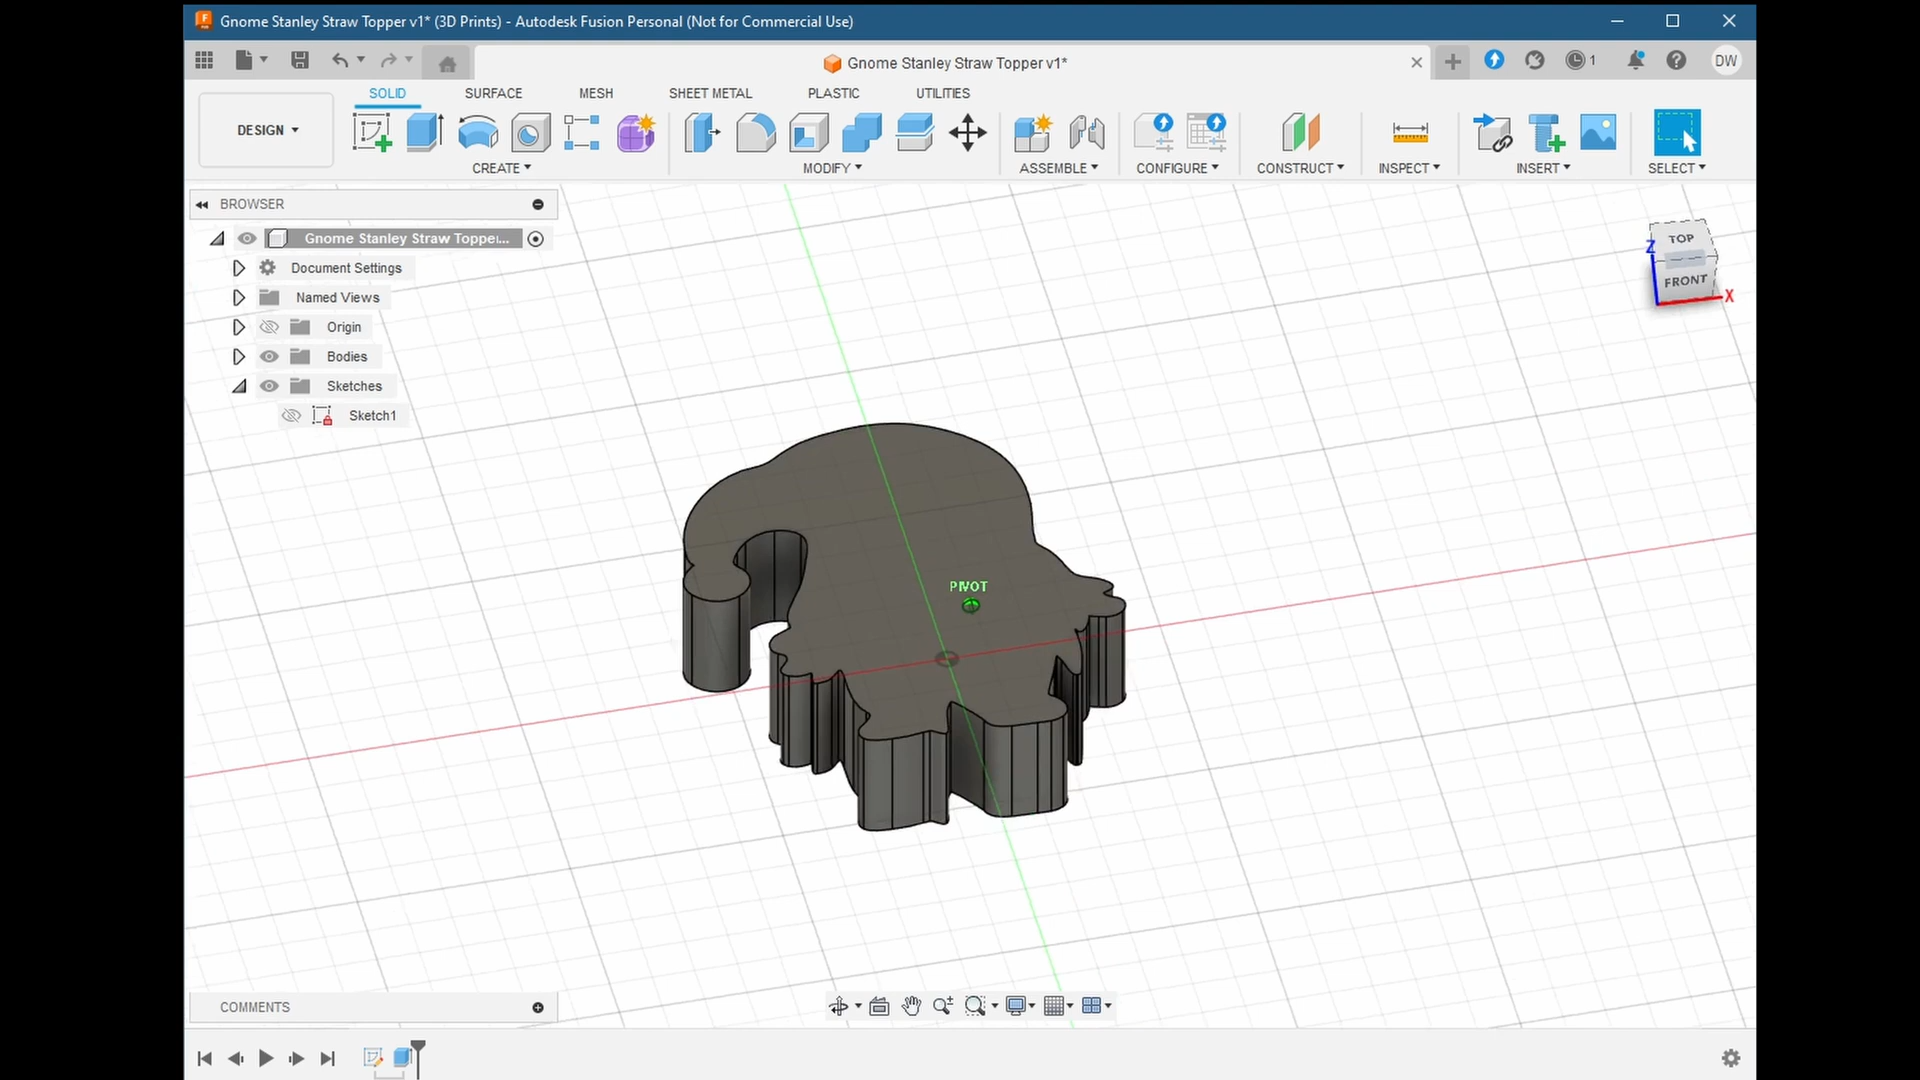 Gnome Stanley Straw Topper v1* (3D Prints) - Autodesk Fusion Personal (Not for Commercial Use)
Gnome Stanley Straw Topper v1*
1
DW
DESIGN
SOLID SURFACE MESH SHEET METAL PLASTIC UTILITIES
CREATE MODIFY ASSEMBLE CONFIGURE CONSTRUCT INSPECT INSERT SELECT
BROWSER
Gnome Stanley Straw Toppe...
Document Settings
Named Views
Origin
Bodies
Sketches
Sketch1
TOP
Z
FRONT
X
PIVOT
COMMENTS